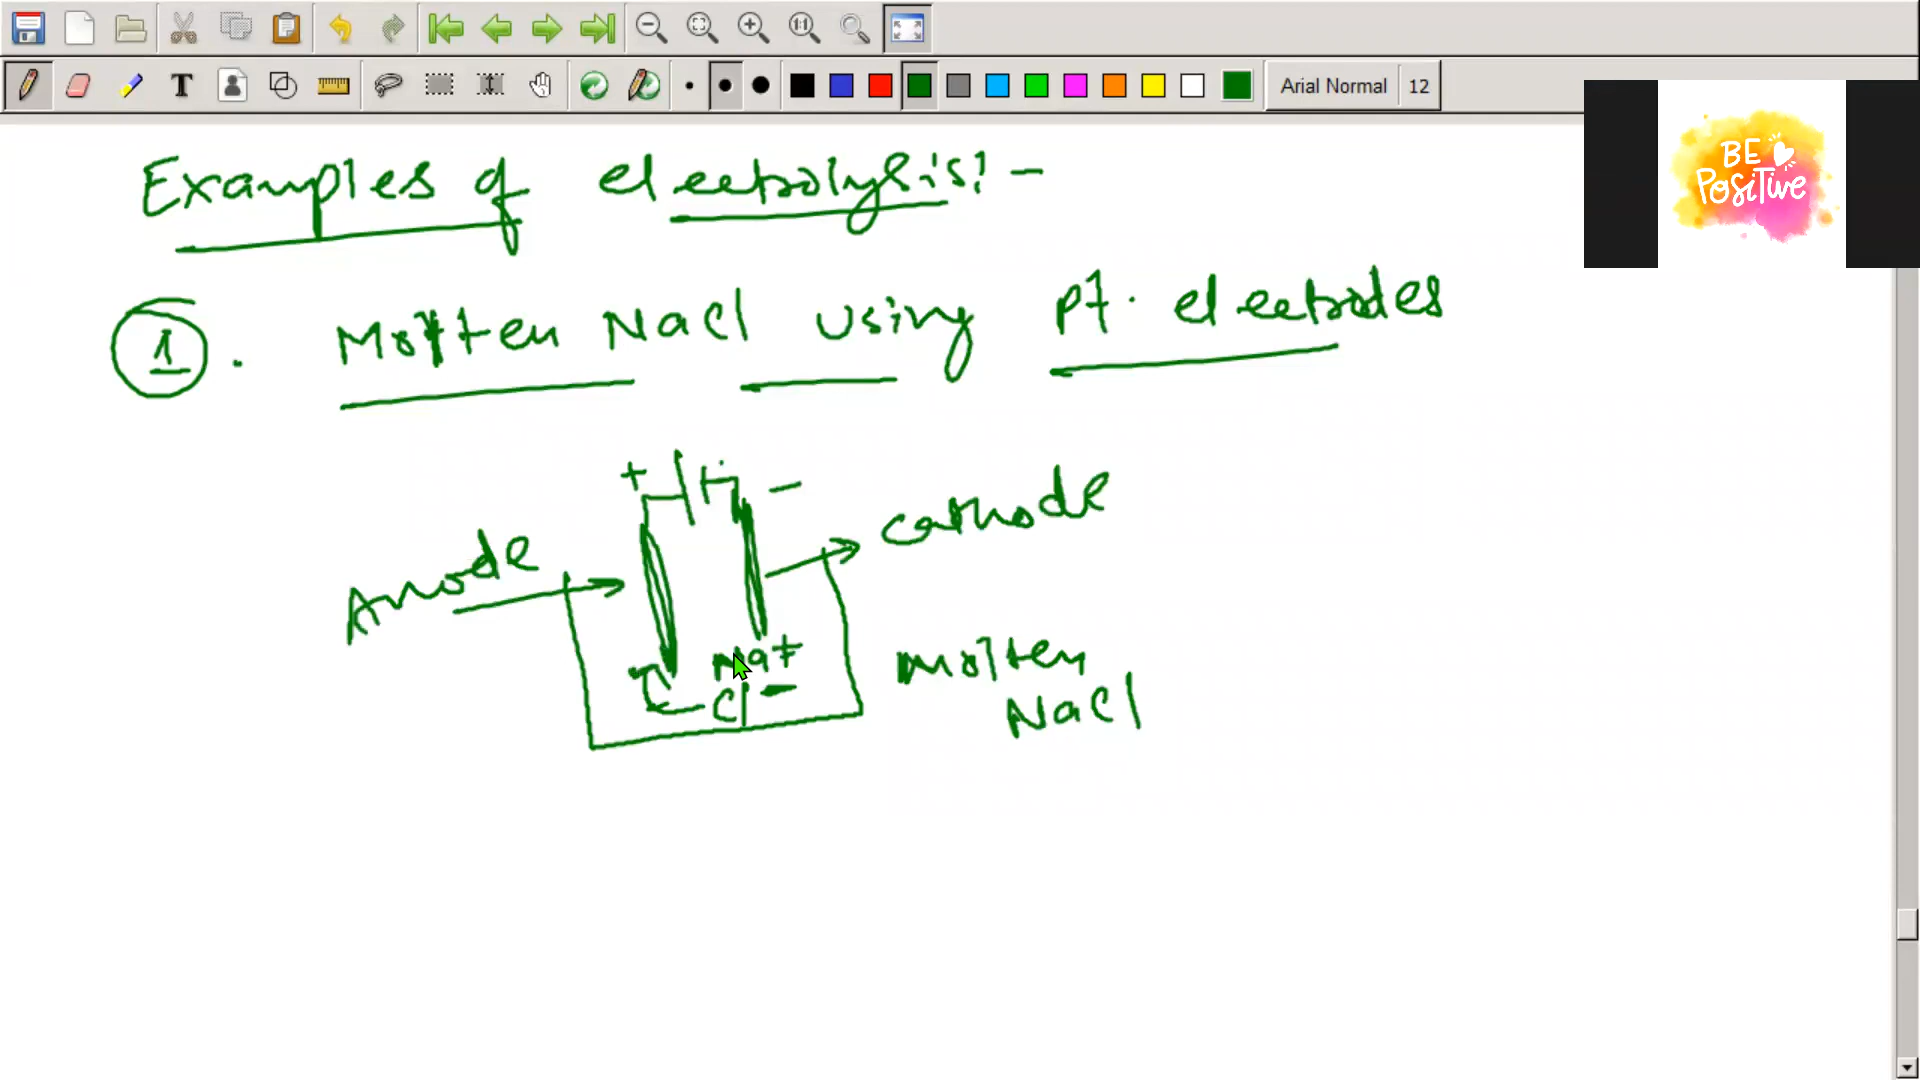 T
Arial Normal 12
BE
POSITIVE
Examples of electrolysis:-
1. Molten NaCl using pt. electrodes
+ -
Anode
cathode
Na+
Cl-
Molten
NaCl